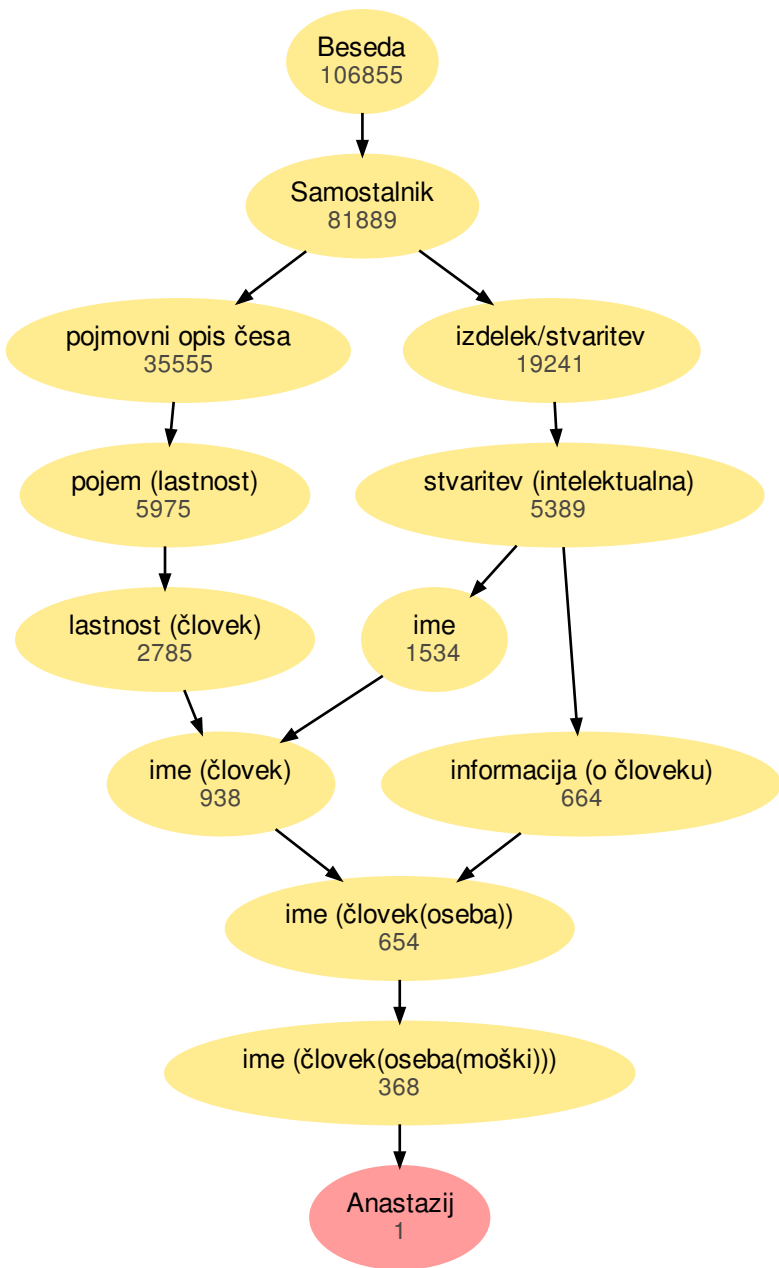 Beseda
106855
Samostalnik
81889
pojmovni opis česa
35555
izdelek/stvaritev
19241
pojem (lastnost)
5975
stvaritev (intelektualna)
5389
lastnost (človek)
2785
ime
1534
ime (človek)
938
informacija (o človeku)
664
ime (človek(oseba))
654
ime (človek(oseba(moški)))
368
Anastazij
1